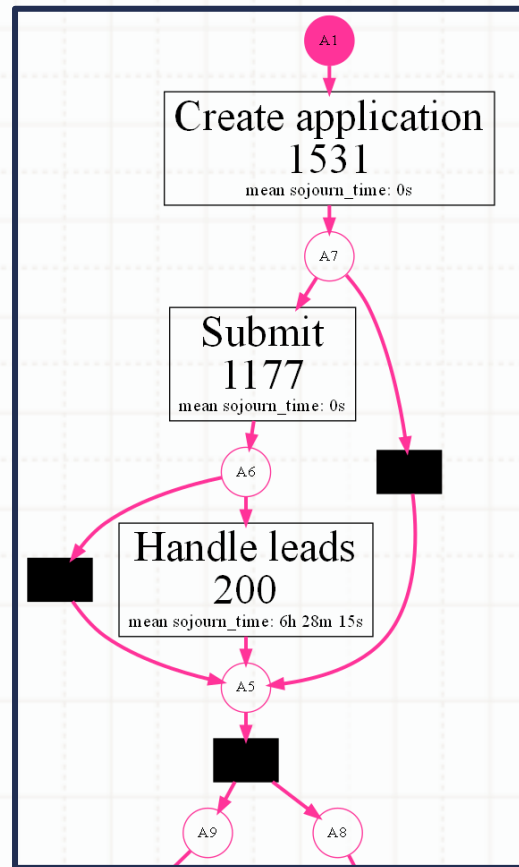 A1
Create application
1531
mean sojourn_time: 0s
A7
Submit
1177
mean sojourn_time: 0s
A6
Handle leads
200
mean sojourn_time: 6h 28m 15s
A5
A9
A8